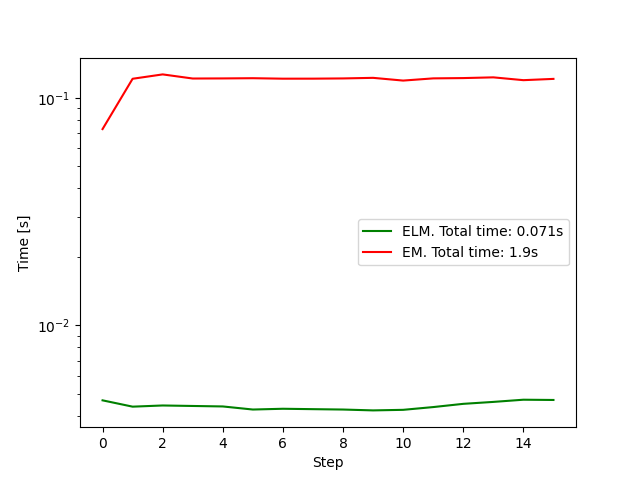 10⁻¹
10⁻²
Time [s]
ELM. Total time: 0.071s
EM. Total time: 1.9s
0 2 4 6 8 10 12 14
Step